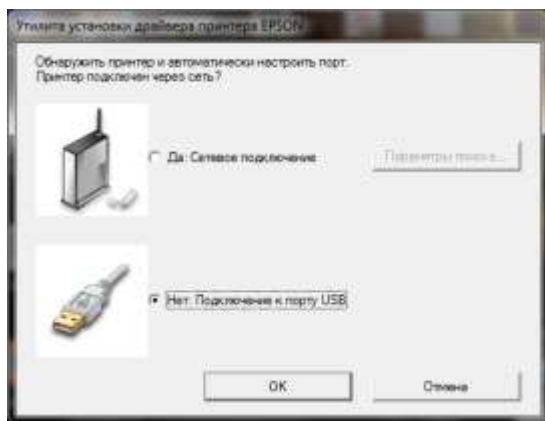 Утилита установки драйвера принтера EPSON
Обнаружить принтер и автоматически настроить порт.
Принтер подключен через сеть?
Да: Сетевое подключение
Параметры поиска...
Нет: Подключение к порту USB
OK
Отмена